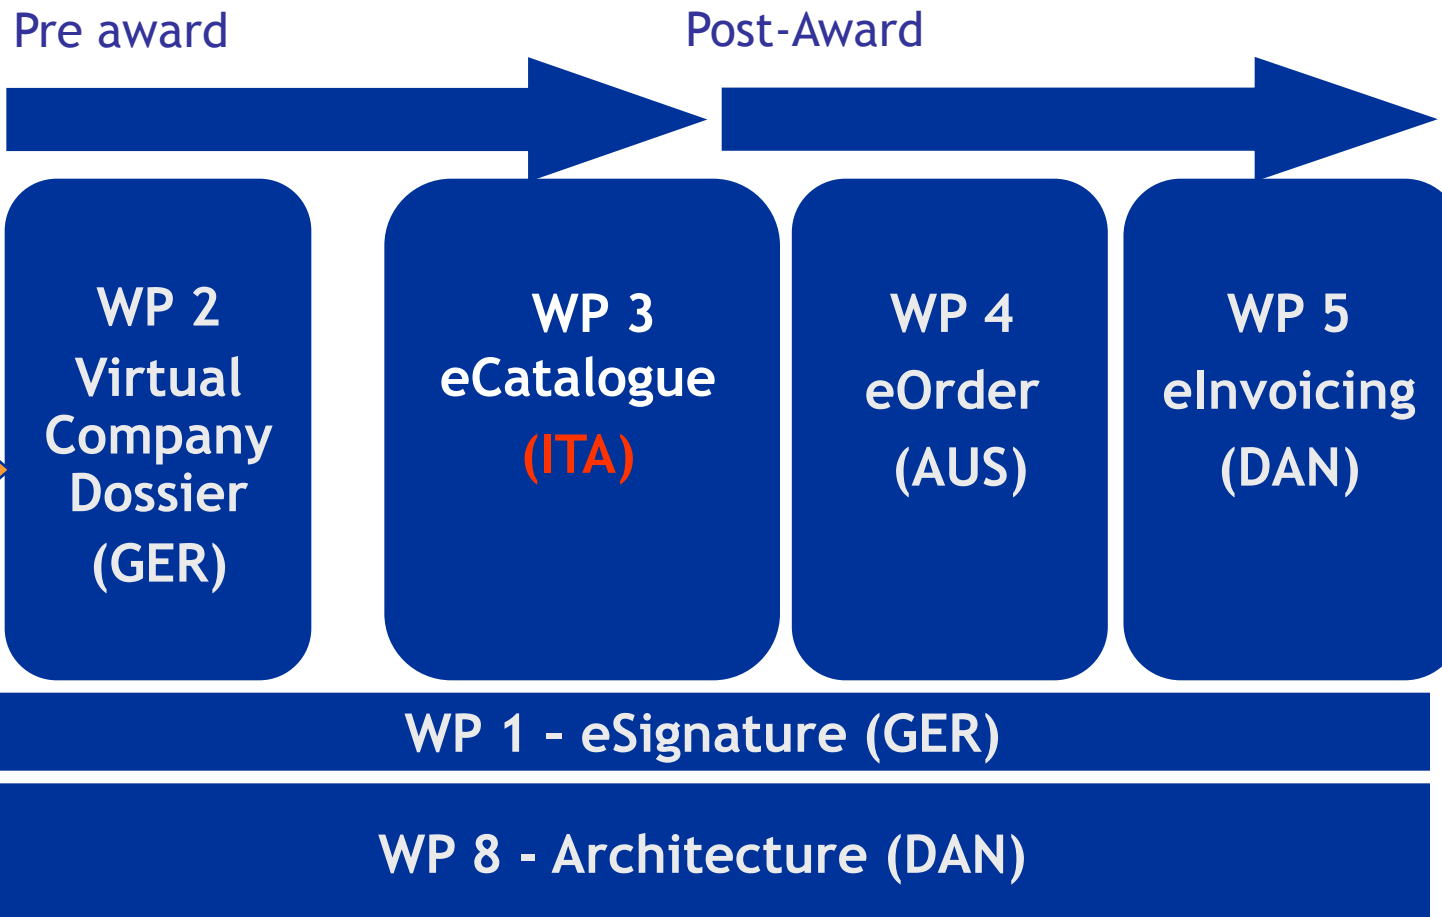 Pre award
Post-Award
WP 2
Virtual
Company
Dossier
(GER)
WP 3
eCatalogue
(ITA)
WP 4
eOrder
(AUS)
WP 5
eInvoicing
(DAN)
WP 1 – eSignature (GER)
WP 8 - Architecture (DAN)